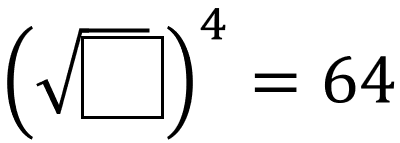 (√□)⁴ = 64